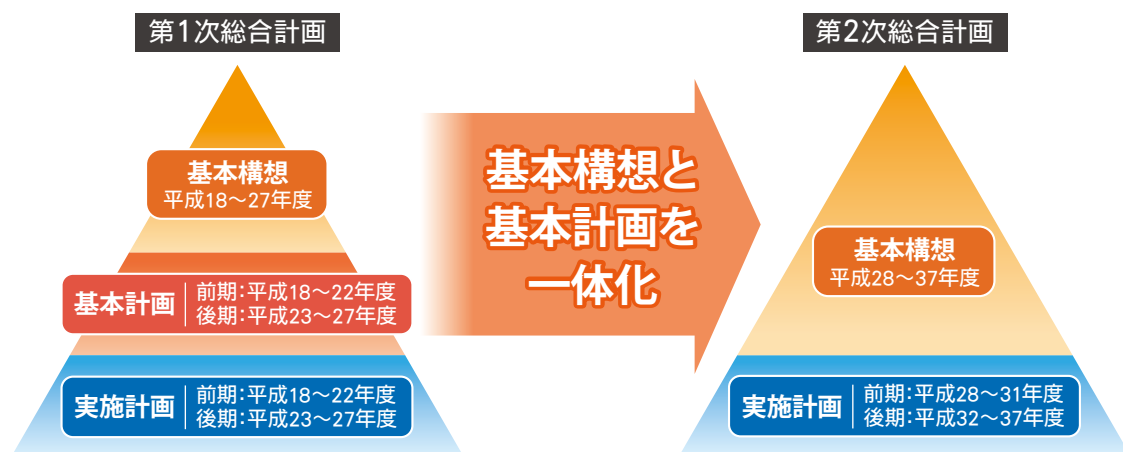 第1次総合計画
基本構想
平成18～27年度
基本計画
前期：平成18～22年度
後期：平成23～27年度
実施計画
前期：平成18～22年度
後期：平成23～27年度
基本構想と
基本計画を
一体化
第2次総合計画
基本構想
平成28～37年度
実施計画
前期：平成28～31年度
後期：平成32～37年度